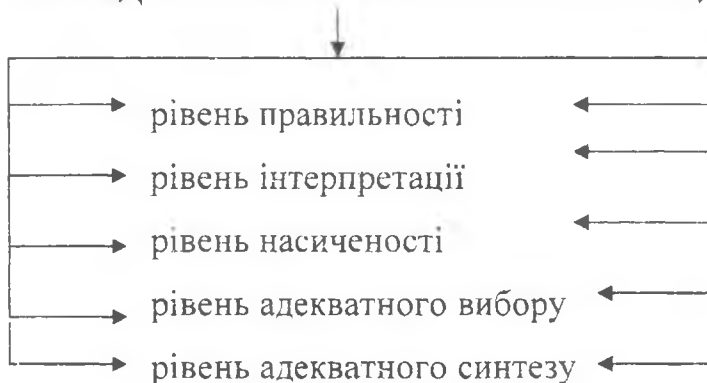 рівень правильності
рівень інтерпретації
рівень насиченості
рівень адекватного вибору
рівень адекватного синтезу